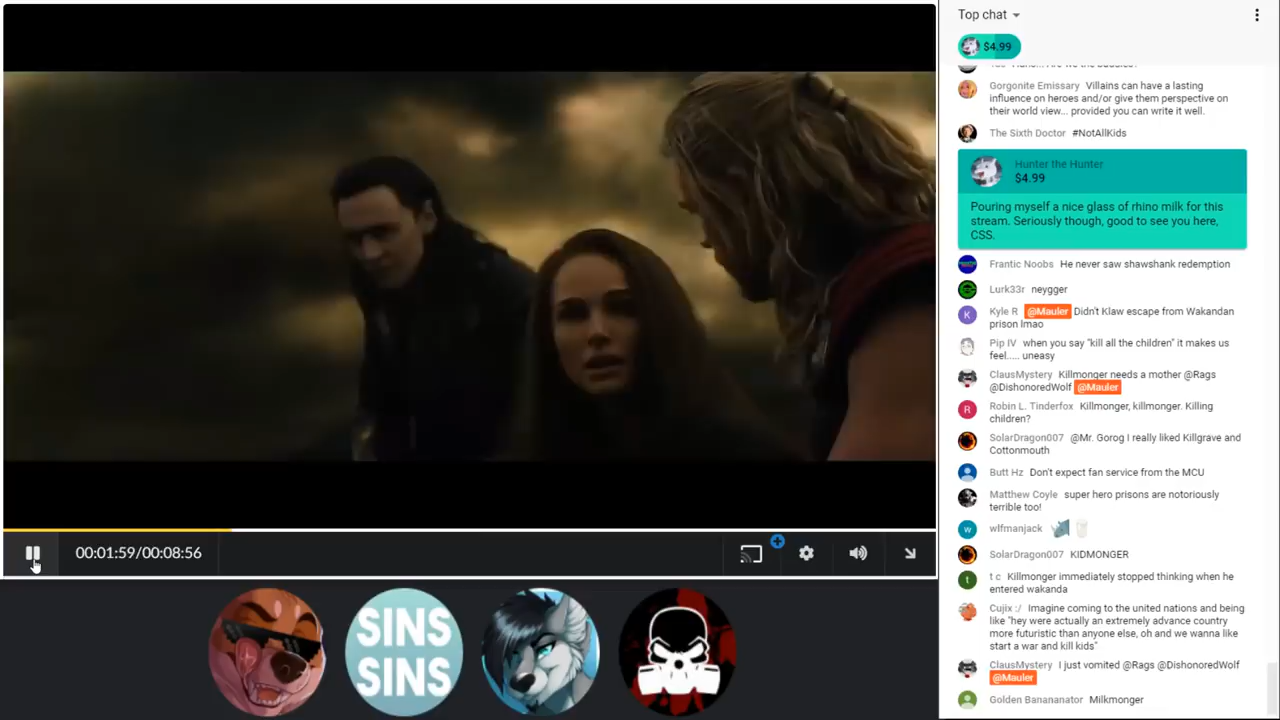 Top chat
$4.99
Gorgonite Emissary Villains can have a lasting
influence on heroes and/or give them perspective on
their world view... provided you can write it well.
The Sixth Doctor #NotAllKids
Hunter the Hunter
$4.99
Pouring myself a nice glass of rhino milk for this
stream. Seriously though, good to see you here,
CSS.
Frantic Noobs He never saw shawshank redemption
Lurk33r neygger
Kyle R @Mauler Didn't Klaw escape from Wakandan
prison lmao
Pip IV when you say "kill all the children" it makes us
feel..... uneasy
ClausMystery Killmonger needs a mother @Rags
@DishonoredWolf @Mauler
Robin L. Tinderfox Killmonger, killmonger. Killing
children?
SolarDragon007 @Mr. Gorog I really liked Killgrave and
Cottonmouth
Butt Hz Don't expect fan service from the MCU
Matthew Coyle super hero prisons are notoriously
terrible too!
wlfmanjack
SolarDragon007 KIDMONGER
t c Killmonger immediately stopped thinking when he
entered wakanda
Cujix :/ Imagine coming to the united nations and being
like "hey were actually an extremely advance country
more futuristic than anyone else, oh and we wanna like
start a war and kill kids"
ClausMystery I just vomited @Rags @DishonoredWolf
@Mauler
Golden Banananator Milkmonger
00:01:59/00:08:56
SINS
SINS